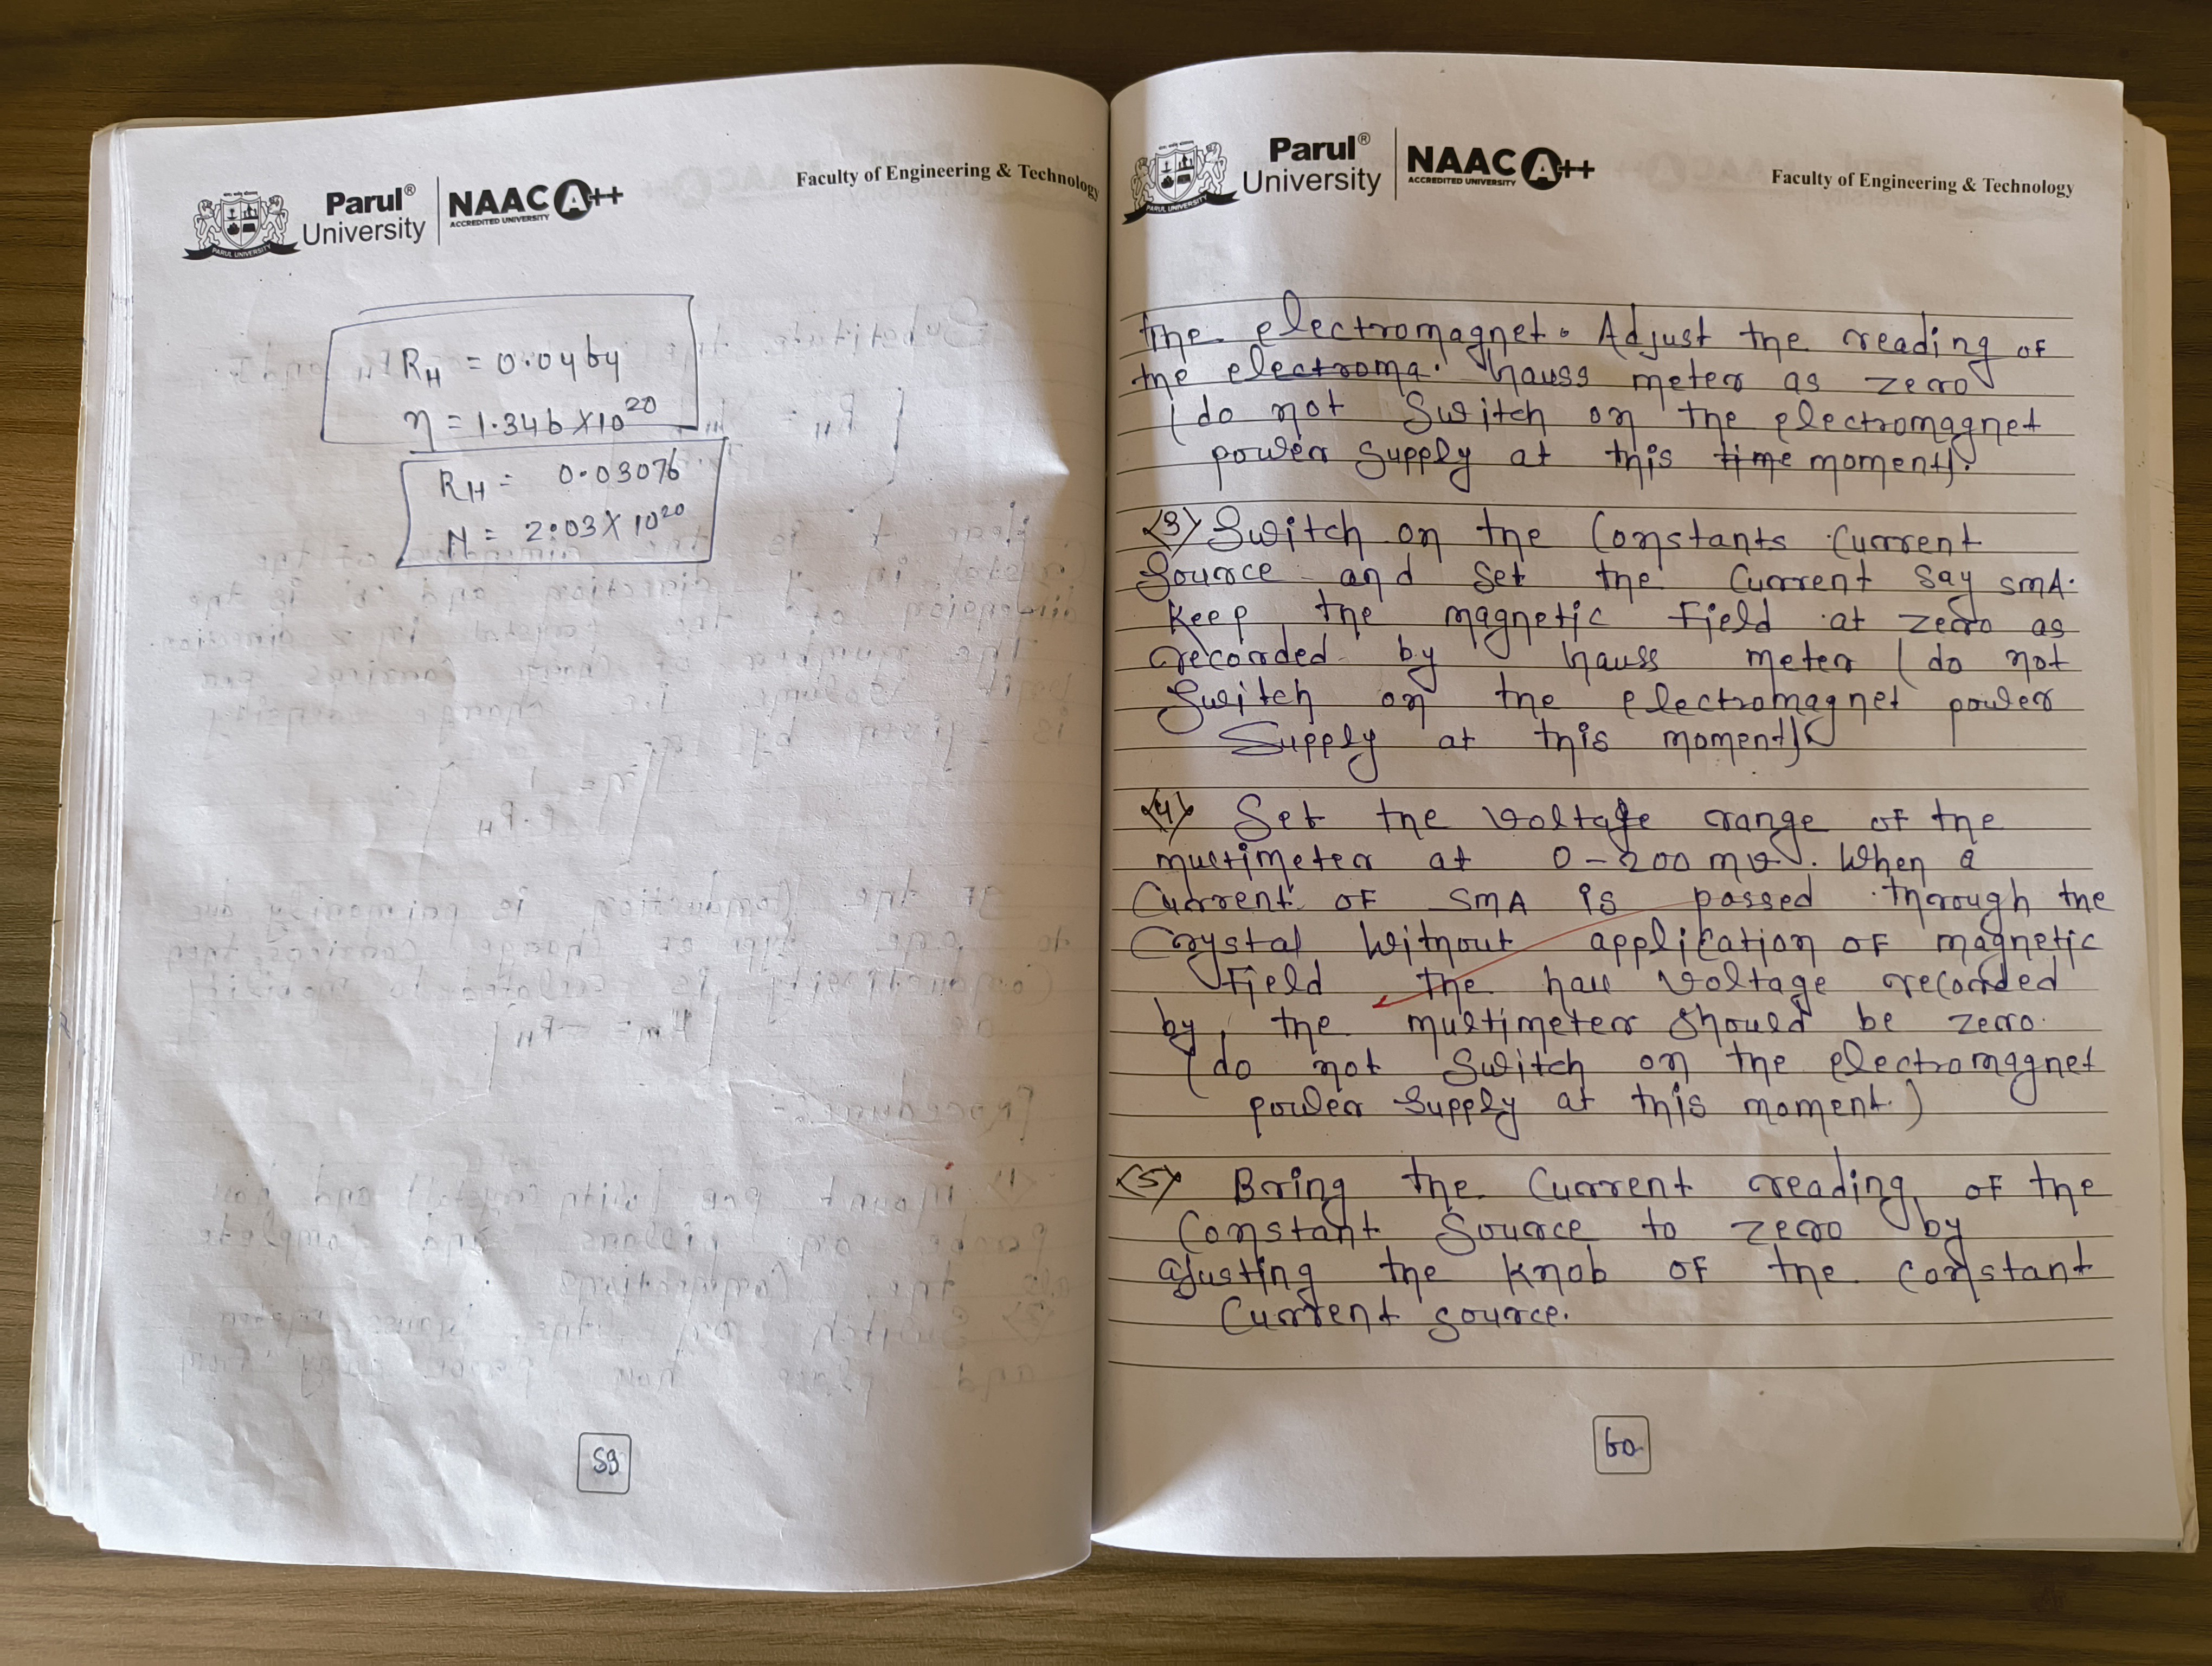 Parul®
University
NAAC A++
ACCREDITED UNIVERSITY
PARUL UNIVERSITY
Faculty of Engineering & Technology
RH = 0.0464
η = 1.346 X 10^20
RH = 0.03076
N = 2.03 X 10^20
59
Parul®
University
NAAC A++
ACCREDITED UNIVERSITY
PARUL UNIVERSITY
Faculty of Engineering & Technology
the electromagnet. Adjust the reading of
the electroma. hauss meter as zero
(do not Switch on the electromagnet
power Supply at this time moment).
<3> Switch on the Constants Current
Source and set the Current say 5mA.
Keep the magnetic Field at zero as
recorded by hauss meter (do not
Switch on the electromagnet power
Supply at this moment)
<4> Set the Voltage range of the
multimeter at 0-200 mv. When a
Current OF 5mA is passed through the
Crystal Without application OF magnetic
Field the hall Voltage recorded
by the multimeter should be zero.
(do not Switch on the electromagnet
power Supply at this moment.)
<5> Bring the Current reading OF the
Constant Source to zero by
ajusting the knob OF the constant
Current source.
60